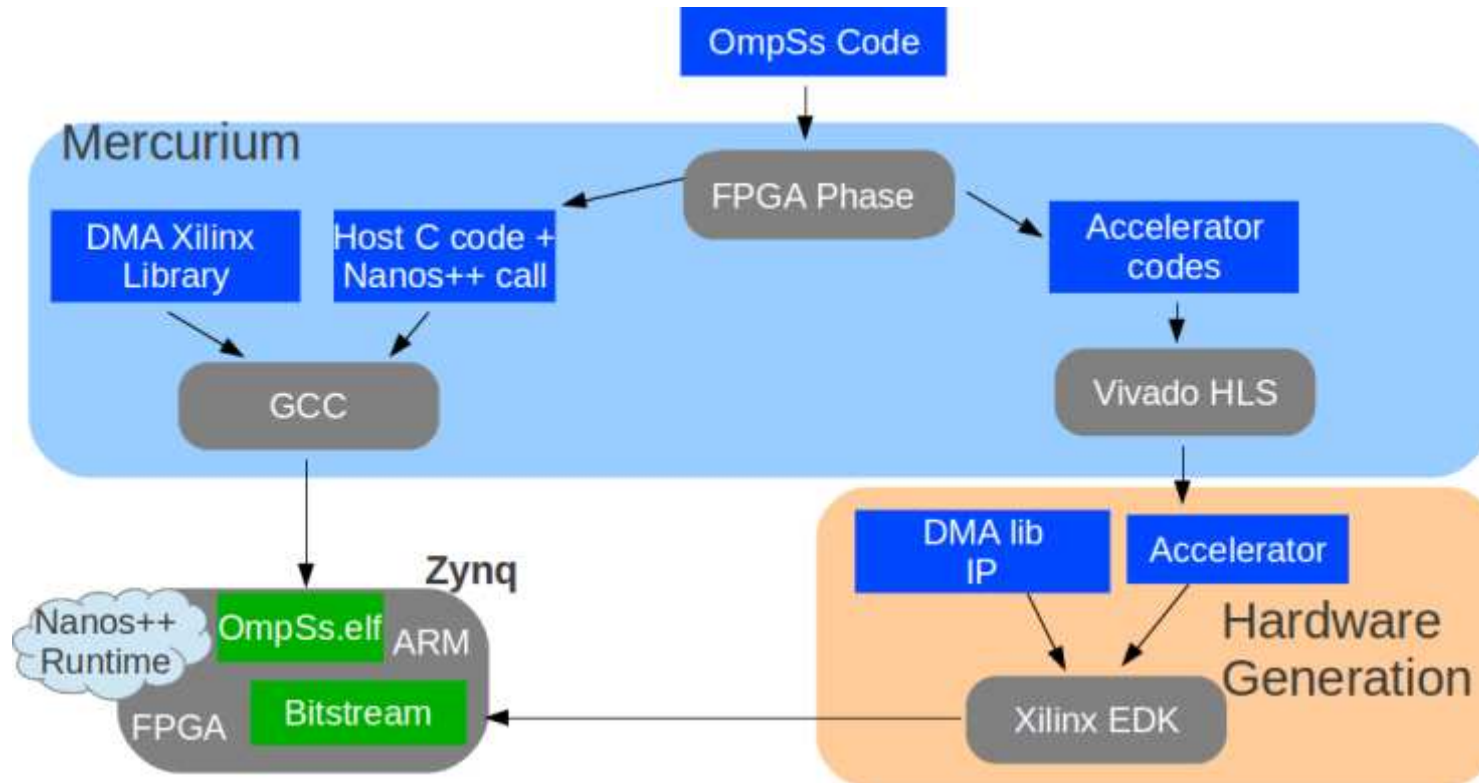 OmpSs Code
Mercurium
FPGA Phase
DMA Xilinx
Library
Host C code +
Nanos++ call
Accelerator
codes
GCC
Vivado HLS
DMA lib
IP
Accelerator
Hardware
Generation
Xilinx EDK
Zynq
Nanos++
Runtime
OmpSs.elf
ARM
FPGA
Bitstream